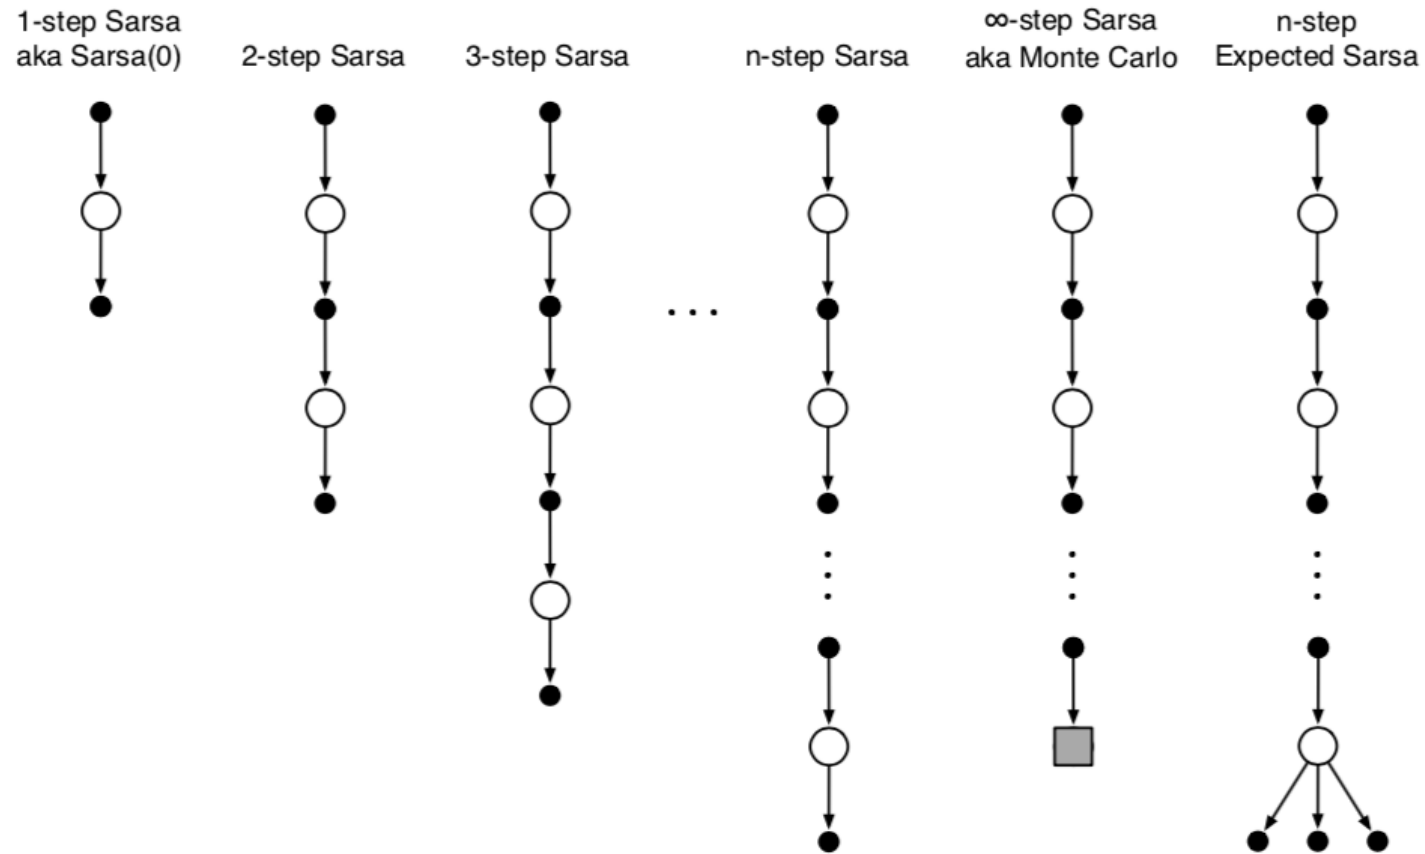 1-step Sarsa
aka Sarsa(0)
2-step Sarsa
3-step Sarsa
n-step Sarsa
∞-step Sarsa
aka Monte Carlo
n-step
Expected Sarsa